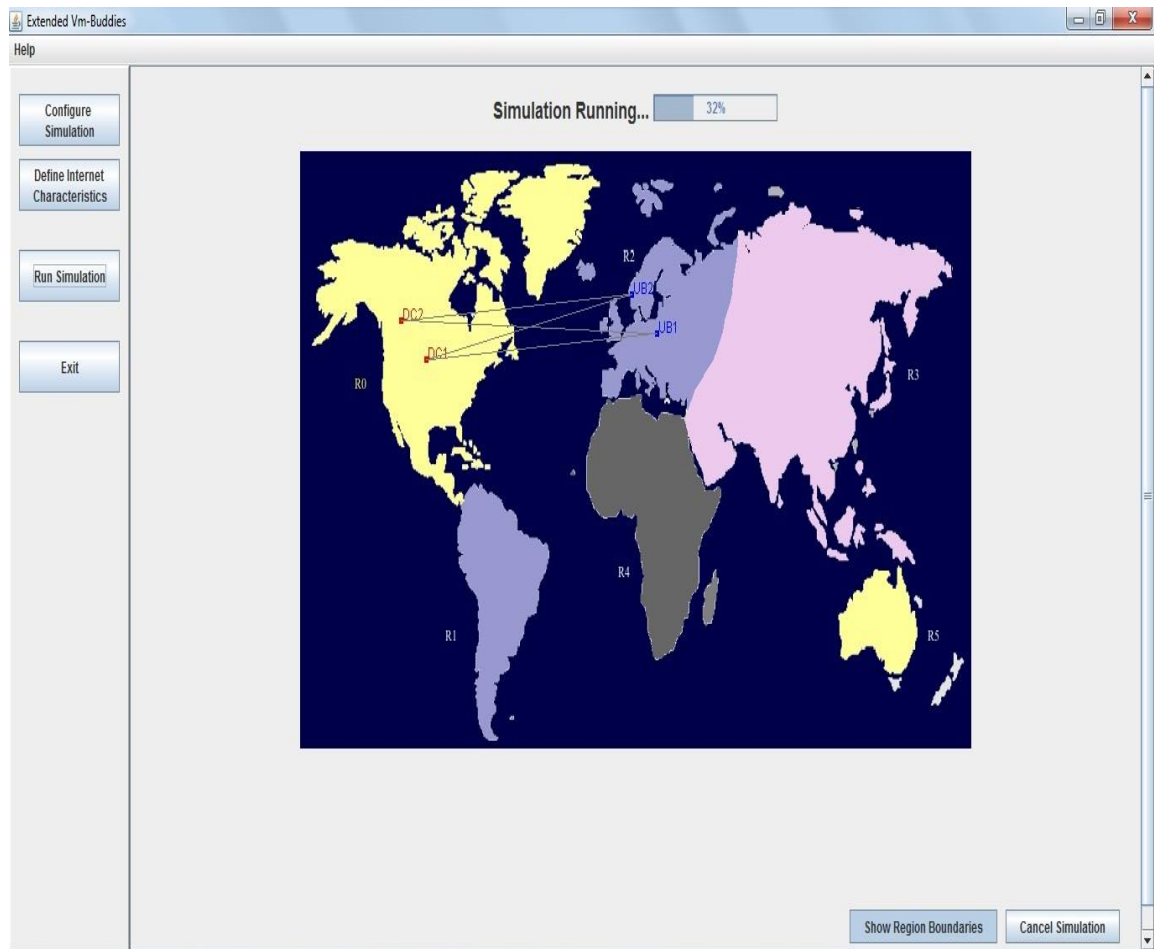 Extended Vm-Buddies
Help
Configure
Simulation
Define Internet
Characteristics
Run Simulation
Exit
Simulation Running...
32%
S
R2
UB2
DC2
UB1
DC1
R0
R3
R4
R1
R5
Show Region Boundaries
Cancel Simulation